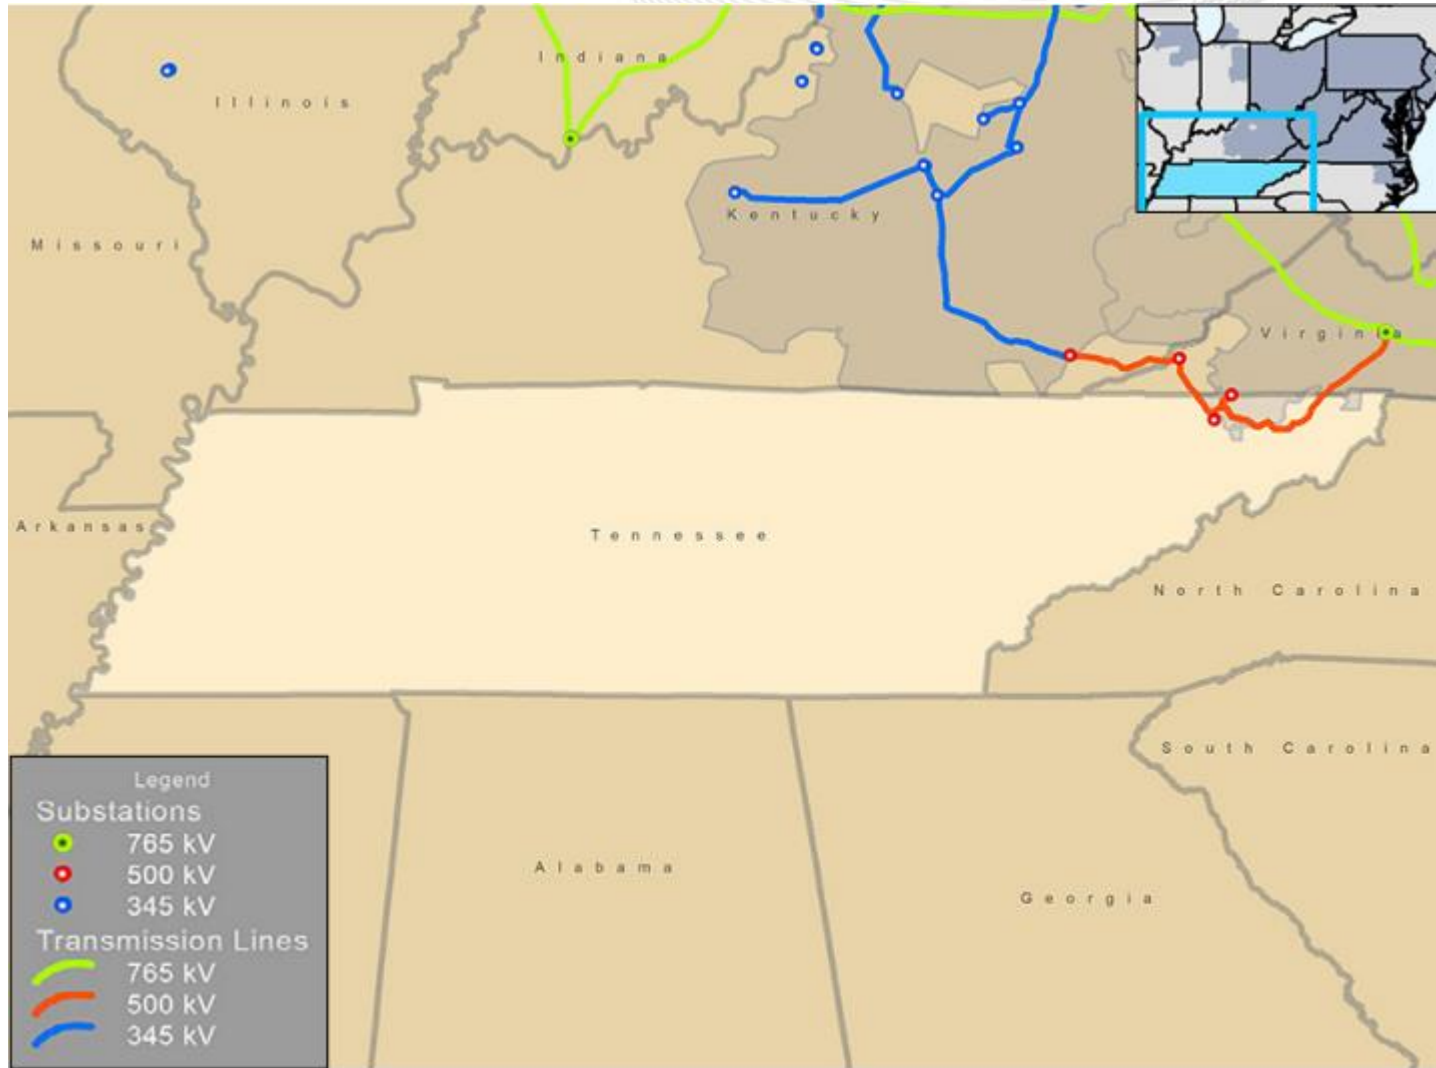 Indiana
Illinois
Kentucky
Missouri
Virginia
Arkansas
Tennessee
North Carolina
South Carolina
Alabama
Georgia
Legend
Substations
765 kV
500 kV
345 kV
Transmission Lines
765 kV
500 kV
345 kV